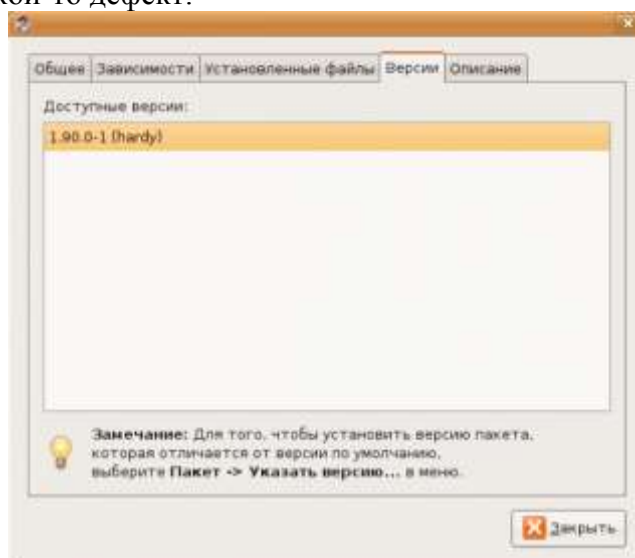 кой-то дефект.
Общее Зависимости Установленные файлы Версии Описание
Доступные версии:
1.90.0-1 (hardy)
Замечание: Для того, чтобы установить версию пакета,
которая отличается от версии по умолчанию,
выберите Пакет -> Указать версию... в меню.
Закрыть